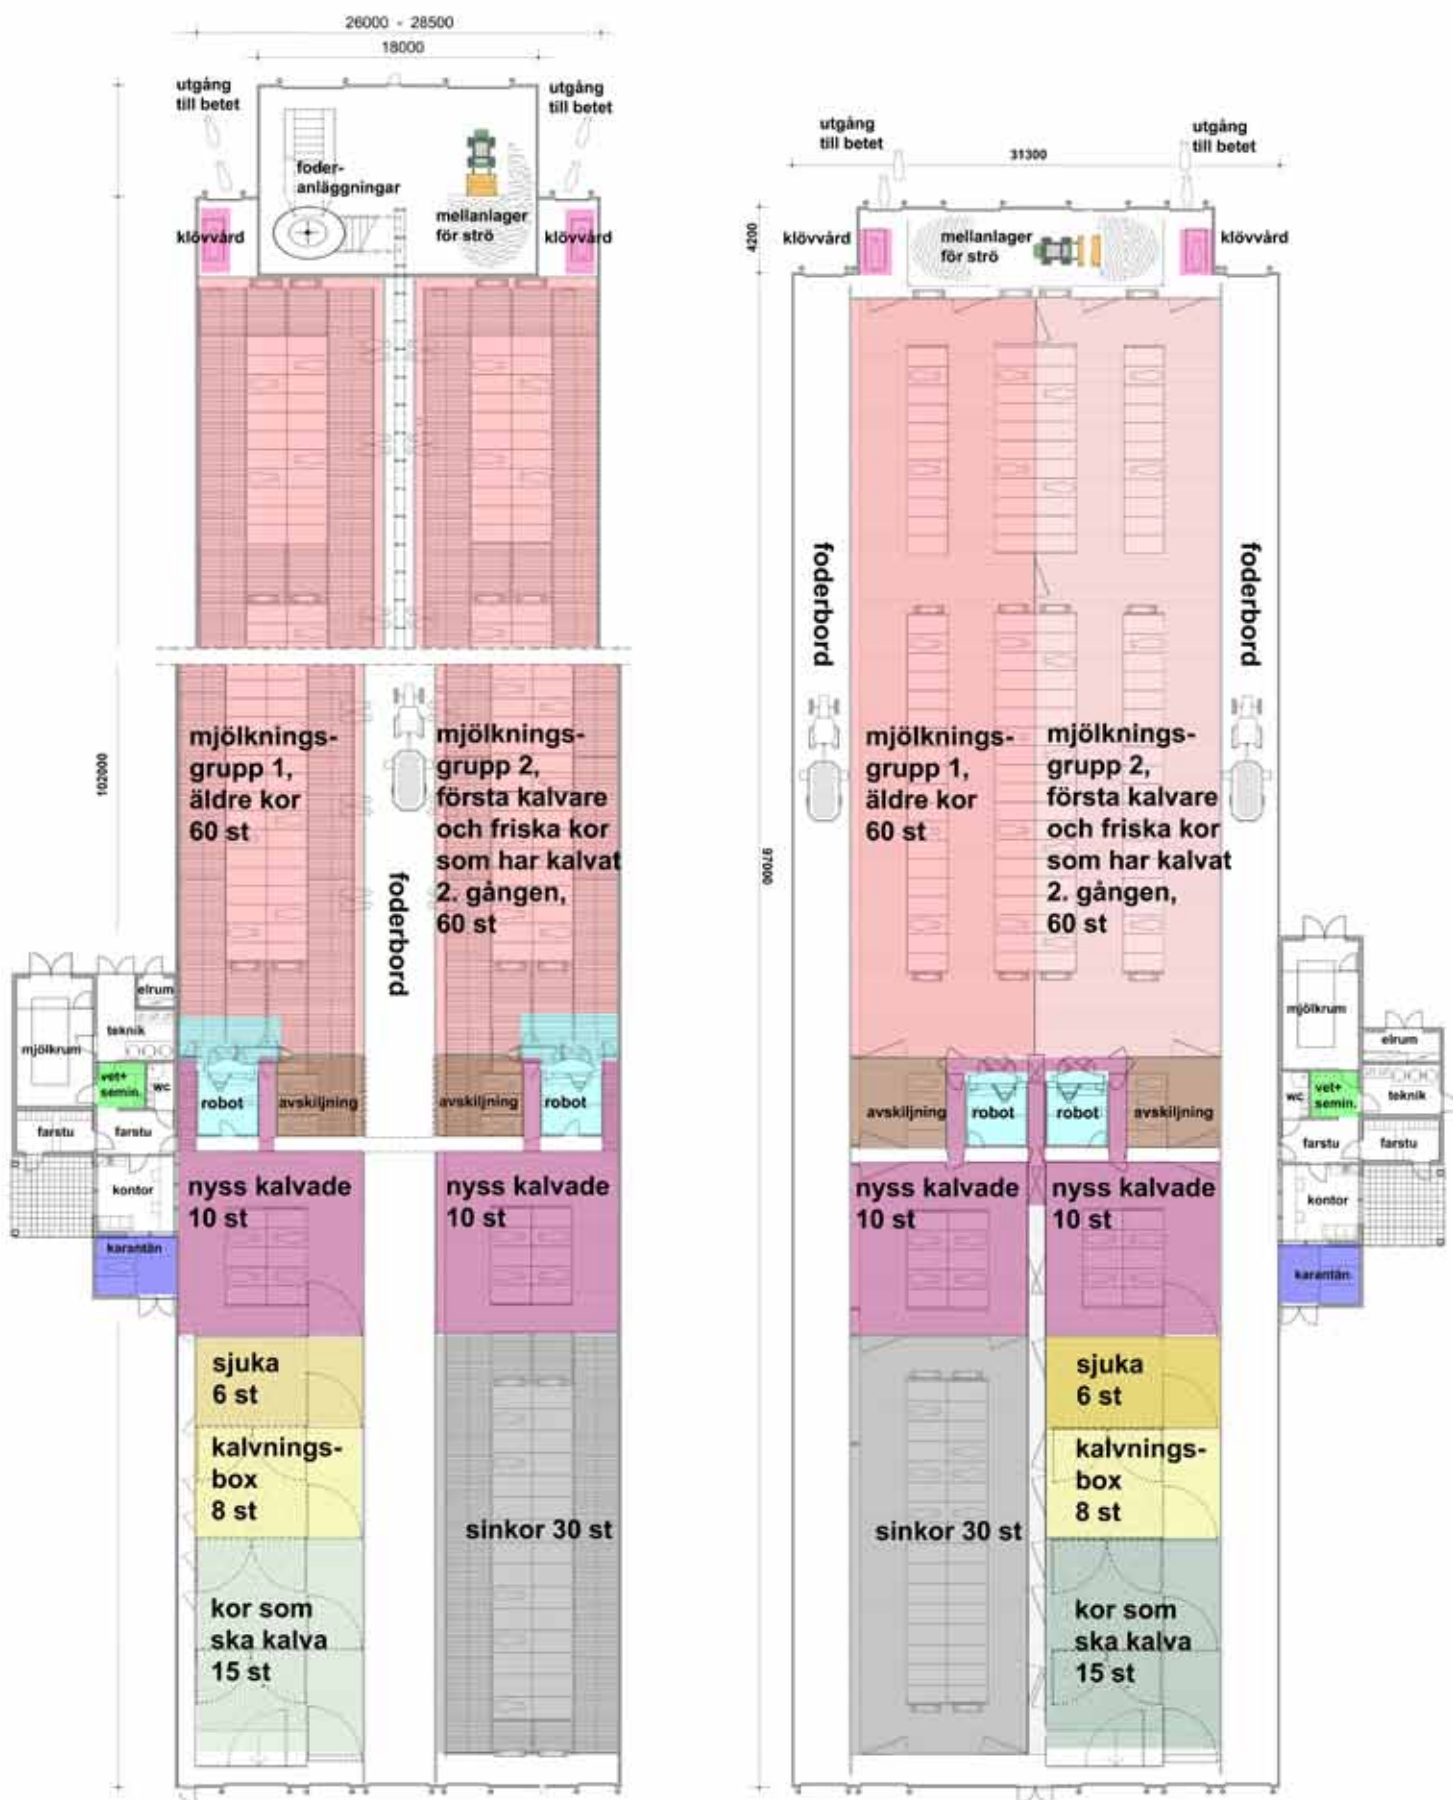 26000 - 28500
18000
utgång
till betet
utgång
till betet
foder-
anläggningar
mellanlager
för strö
klövvård
klövvård
102000
mjölknings-
grupp 1,
äldre kor
60 st
mjölknings-
grupp 2,
första kalvare
och friska kor
som har kalvat
2. gången,
60 st
foderbord
elrum
teknik
mjölkrum
vet+
semin.
wc
farstu
farstu
kontor
karantän
robot
avskiljning
avskiljning
robot
nyss kalvade
10 st
nyss kalvade
10 st
sjuka
6 st
kalvnings-
box
8 st
kor som
ska kalva
15 st
sinkor 30 st
utgång
till betet
utgång
till betet
31300
4200
klövvård
mellanlager
för strö
klövvård
foderbord
foderbord
97000
mjölknings-
grupp 1,
äldre kor
60 st
mjölknings-
grupp 2,
första kalvare
och friska kor
som har kalvat
2. gången,
60 st
avskiljning
robot
robot
avskiljning
mjölkrum
elrum
wc
vet+
semin.
teknik
farstu
farstu
kontor
karantän
nyss kalvade
10 st
nyss kalvade
10 st
sjuka
6 st
kalvnings-
box
8 st
sinkor 30 st
kor som
ska kalva
15 st